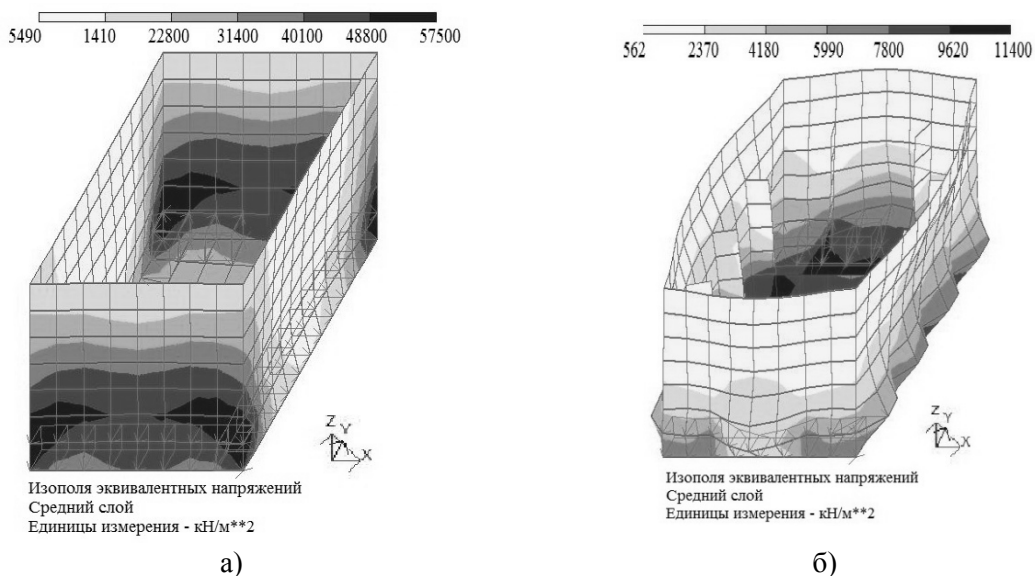 5490 1410 22800 31400 40100 48800 57500
Z
Y
X
Изополя эквивалентных напряжений
Средний слой
Единицы измерения - кН/м**2
а)
562 2370 4180 5990 7800 9620 11400
Z
Y
X
Изополя эквивалентных напряжений
Средний слой
Единицы измерения - кН/м**2
б)